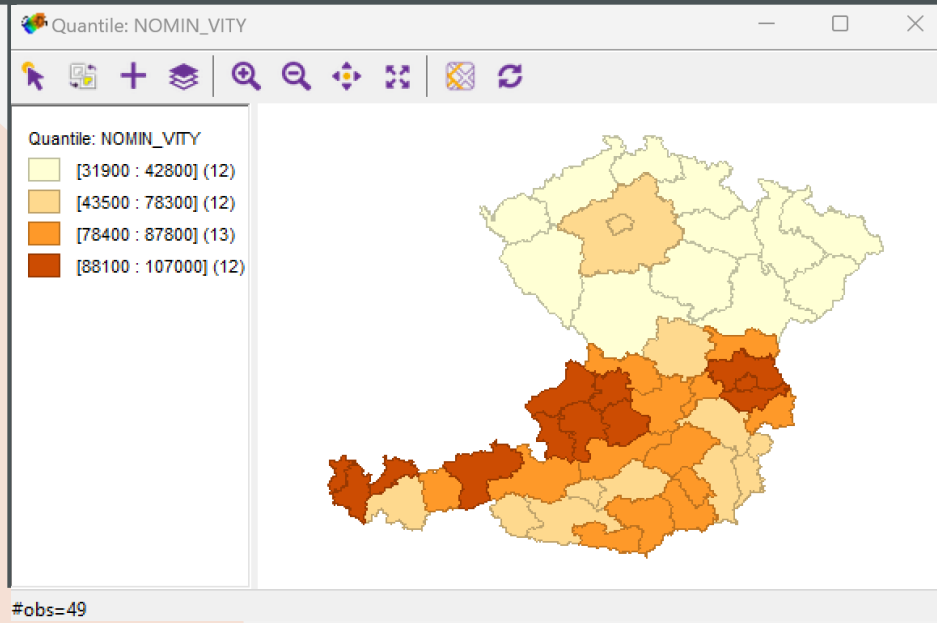 Quantile: NOMIN_VITY
Quantile: NOMIN_VITY
[31900 : 42800] (12)
[43500 : 78300] (12)
[78400 : 87800] (13)
[88100 : 107000] (12)
#obs=49